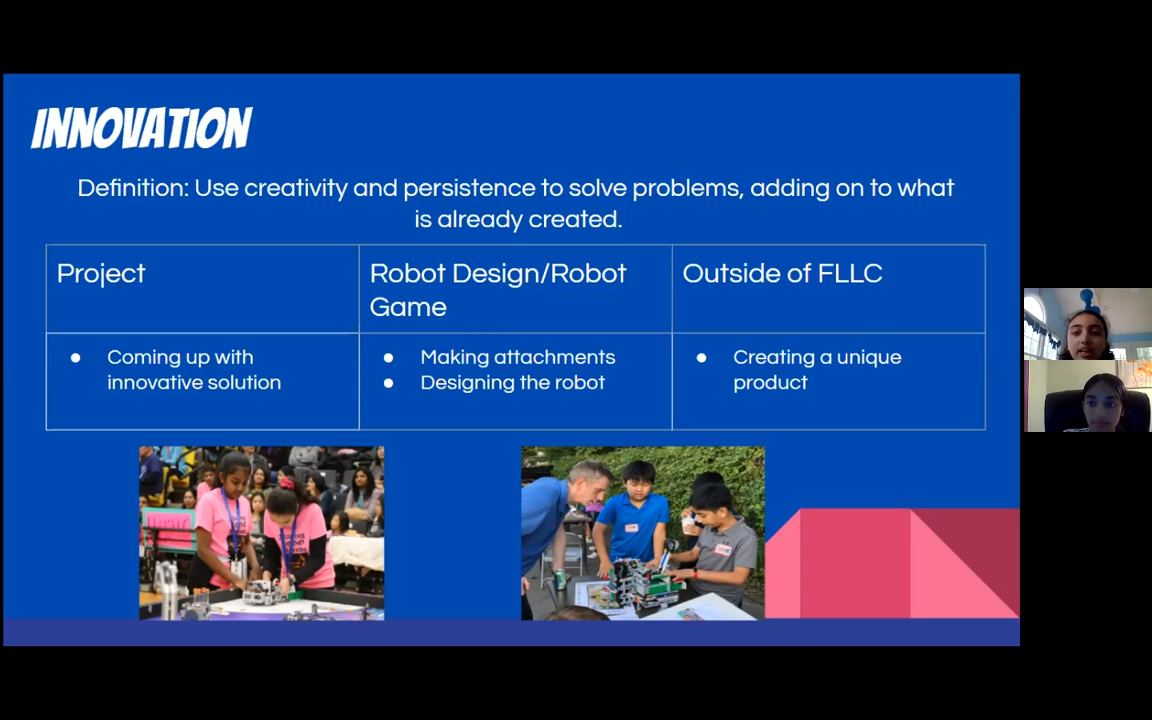 INNOVATION
Definition: Use creativity and persistence to solve problems, adding on to what
is already created.
Project
Robot Design/Robot
Game
Outside of FLLC
● Coming up with
innovative solution
● Making attachments
● Designing the robot
● Creating a unique
product